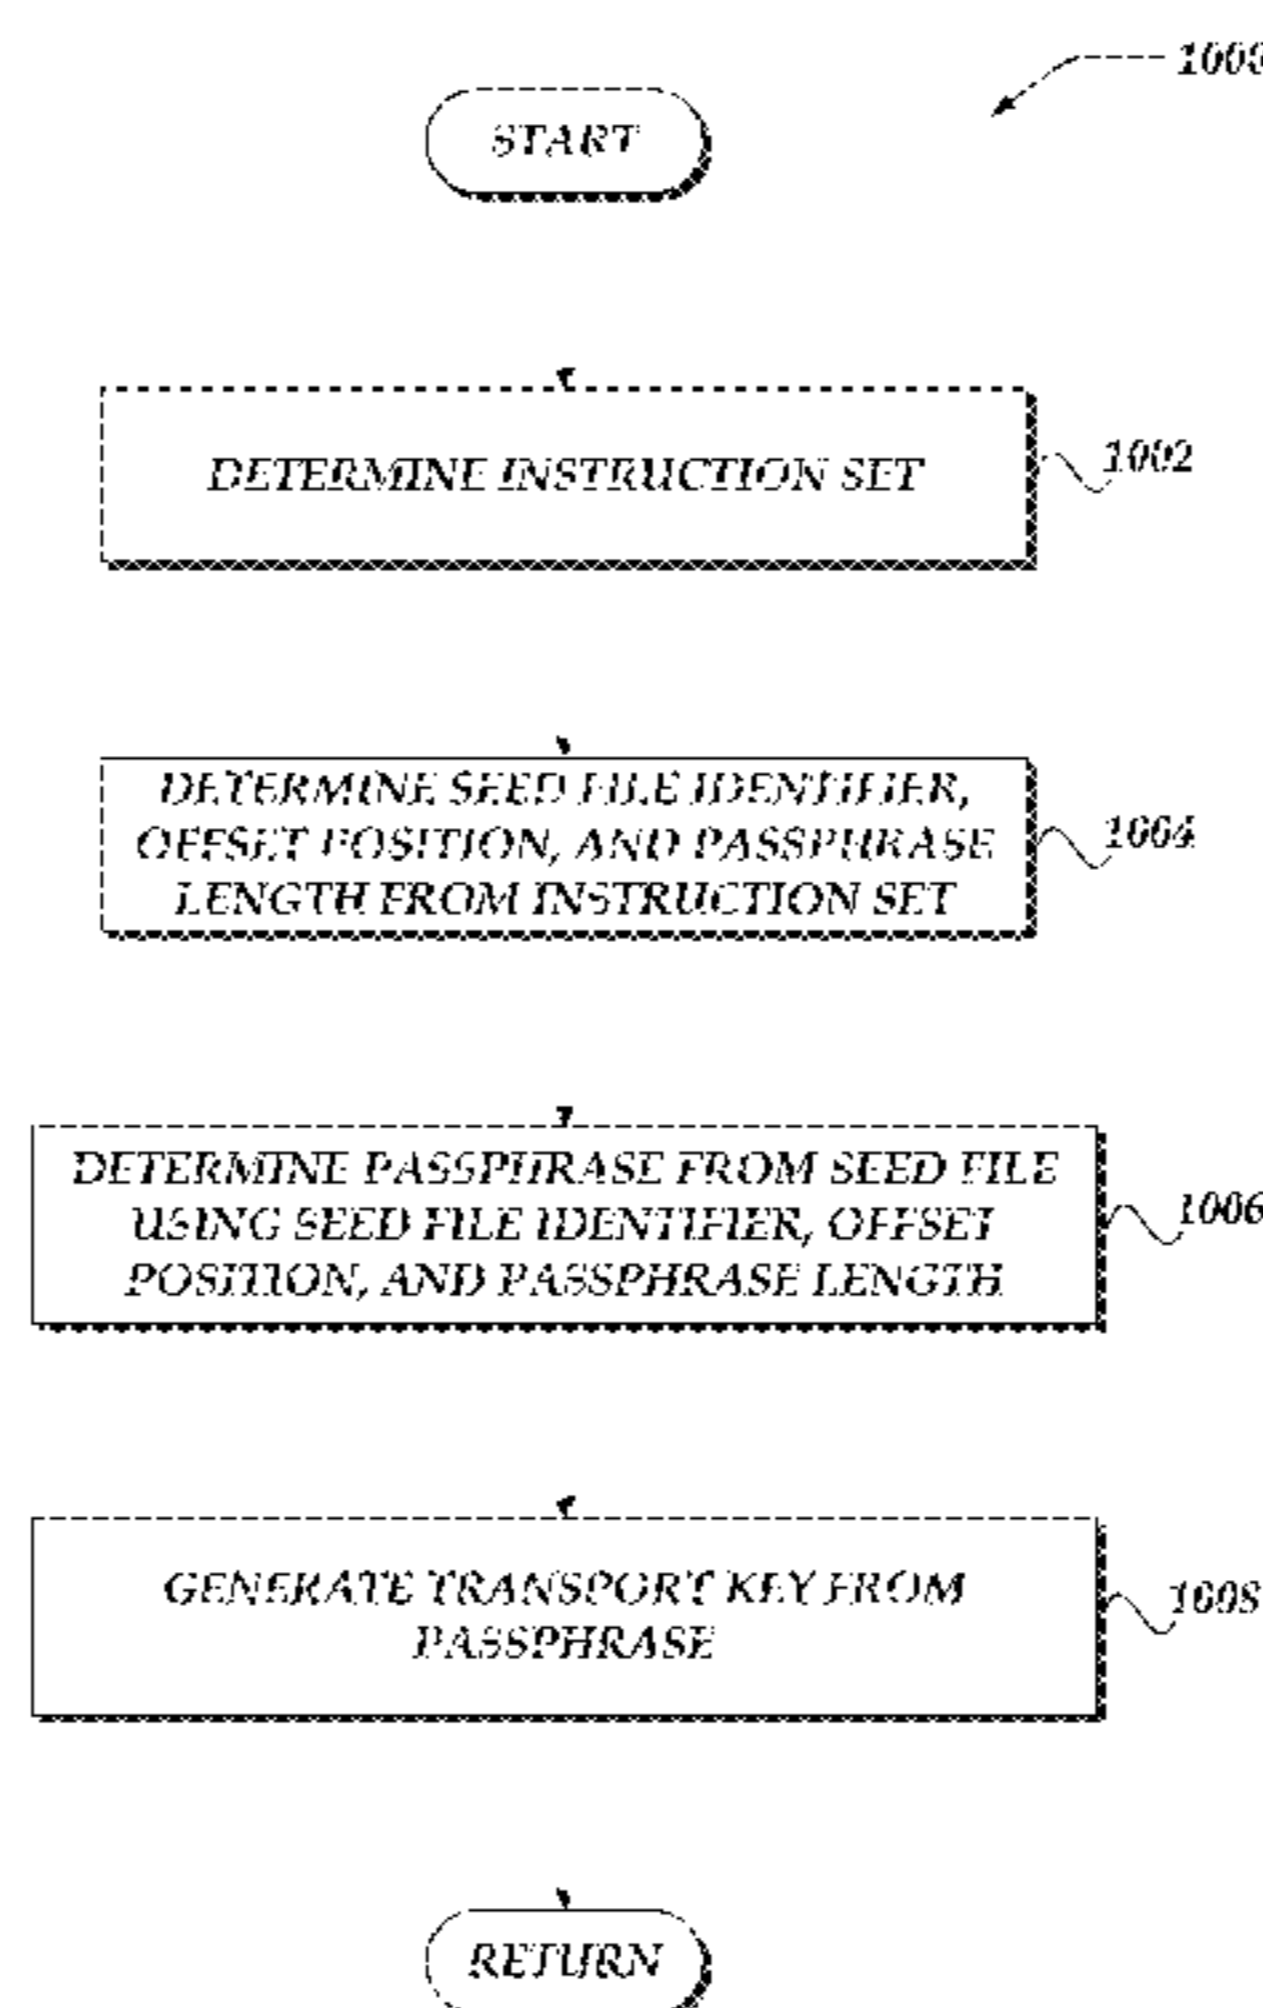 1000
START
DETERMINE INSTRUCTION SET
1002
DETERMINE SEED FILE IDENTIFIER,
OFFSET POSITION, AND PASSPHRASE
LENGTH FROM INSTRUCTION SET
1004
DETERMINE PASSPHRASE FROM SEED FILE
USING SEED FILE IDENTIFIER, OFFSET
POSITION, AND PASSPHRASE LENGTH
1006
GENERATE TRANSPORT KEY FROM
PASSPHRASE
1008
RETURN